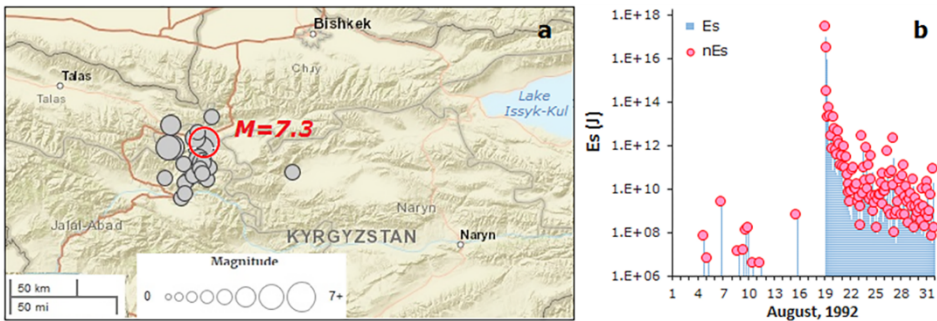 Bishkek
a
Talas
Talas
Chuy
Lake
Issyk-Kul
M=7.3
Naryn
Jalal-Abad
KYRGYZSTAN
Naryn
50 km
50 mi
Magnitude
0
7+
b
Es
nEs
Es (J)
1.E+18
1.E+16
1.E+14
1.E+12
1.E+10
1.E+08
1.E+06
1 4 7 10 13 16 19 22 25 28 31
August, 1992